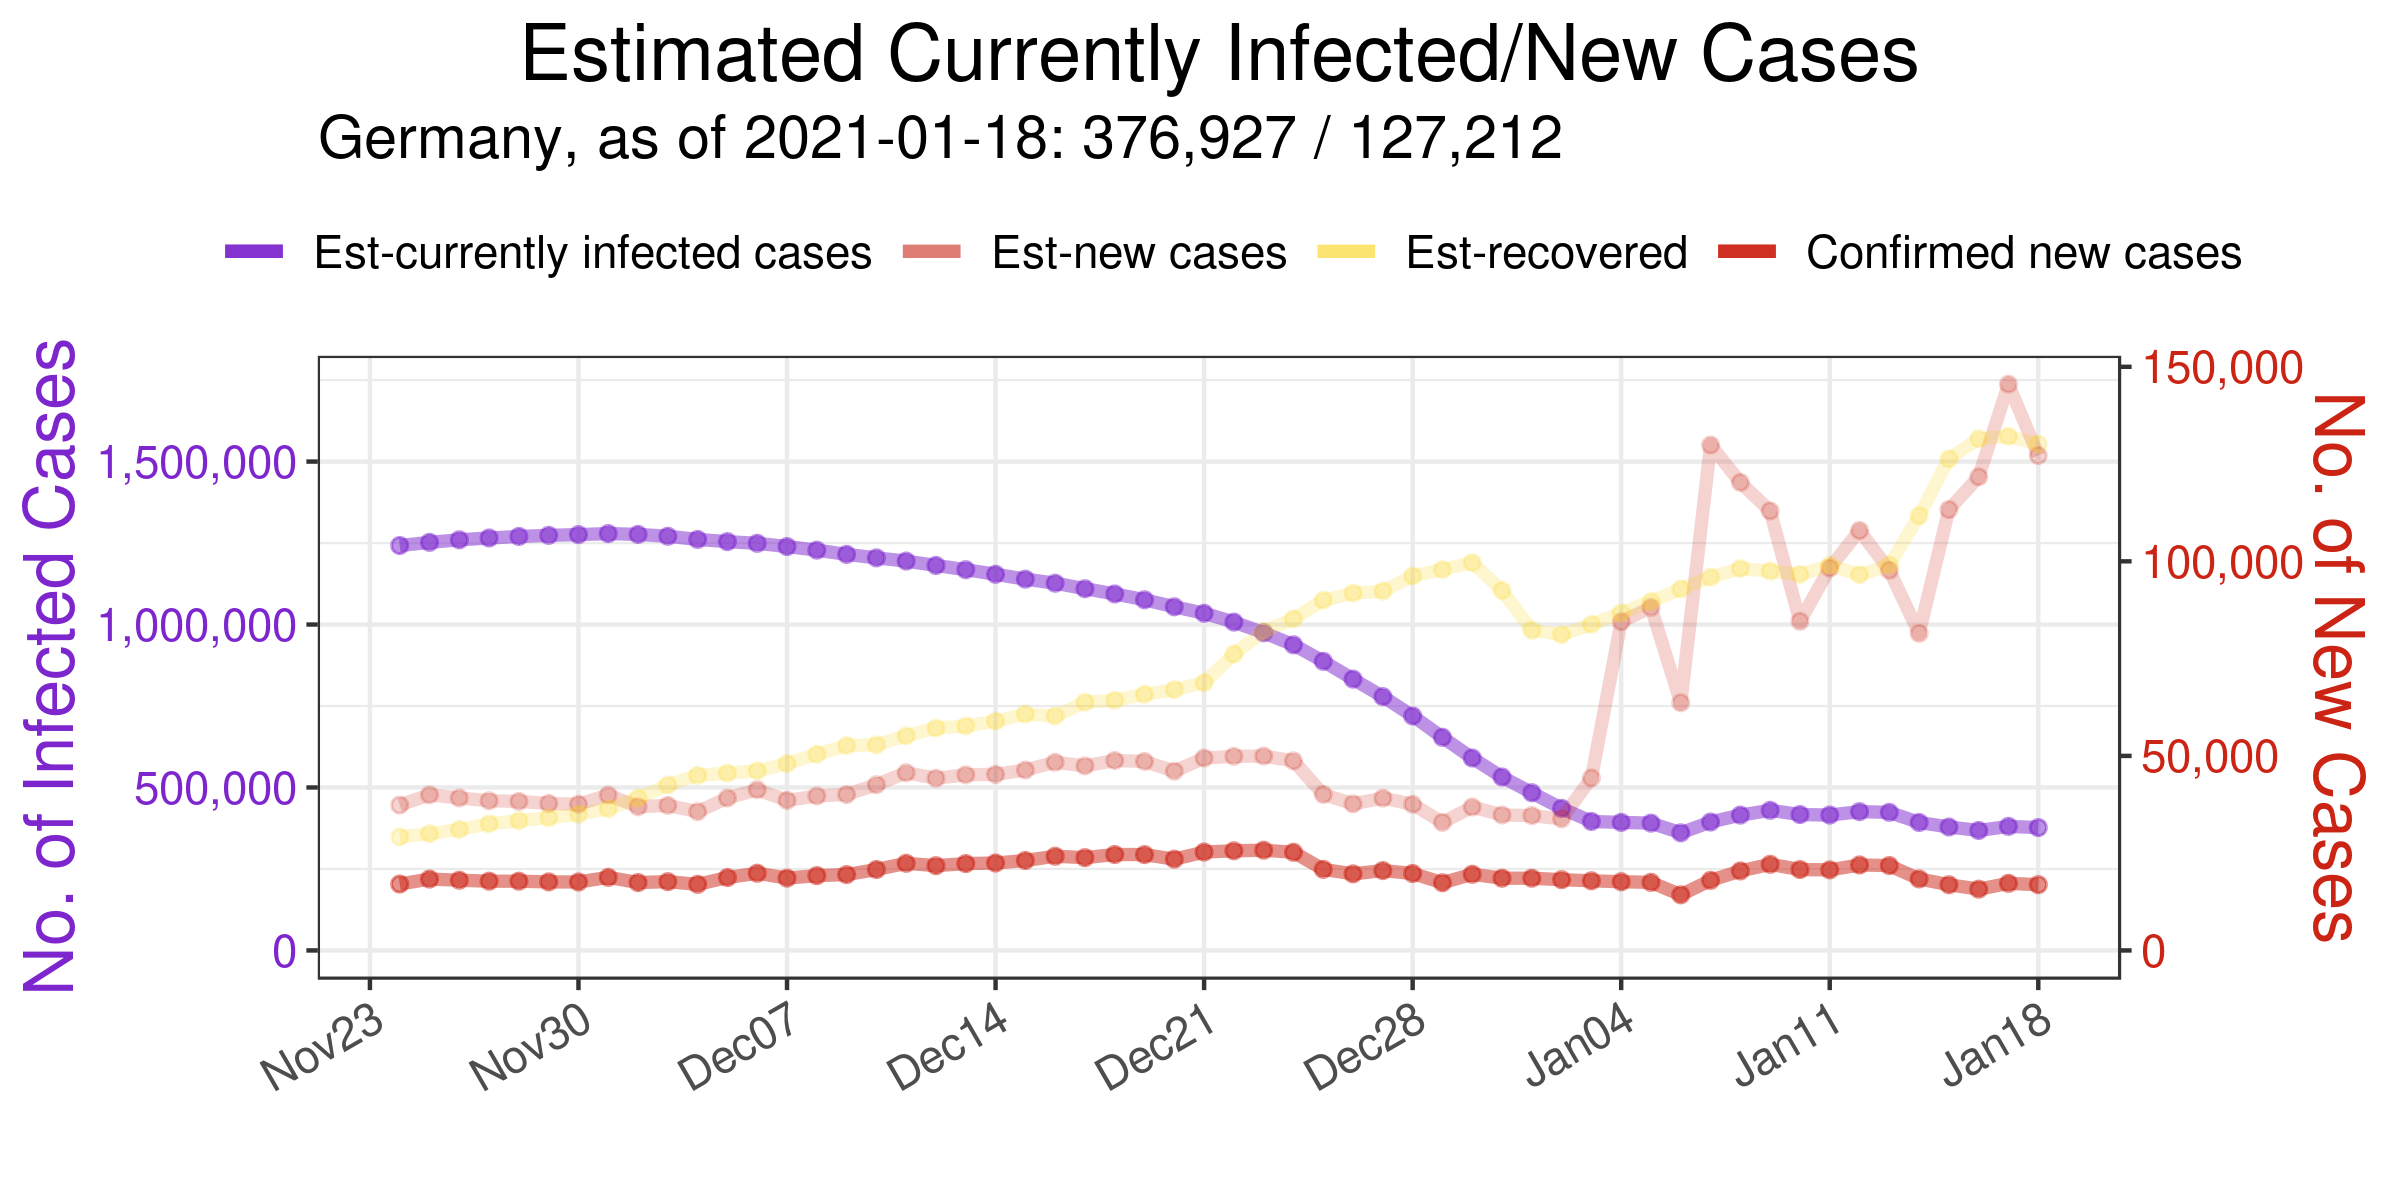 Estimated Currently Infected/New Cases
Germany, as of 2021-01-18: 376,927 / 127,212
Est-currently infected cases Est-new cases Est-recovered Confirmed new cases
No. of Infected Cases
1,500,000
1,000,000
500,000
0
150,000
100,000
50,000
0
No. of New Cases
Nov23 Nov30 Dec07 Dec14 Dec21 Dec28 Jan04 Jan11 Jan18